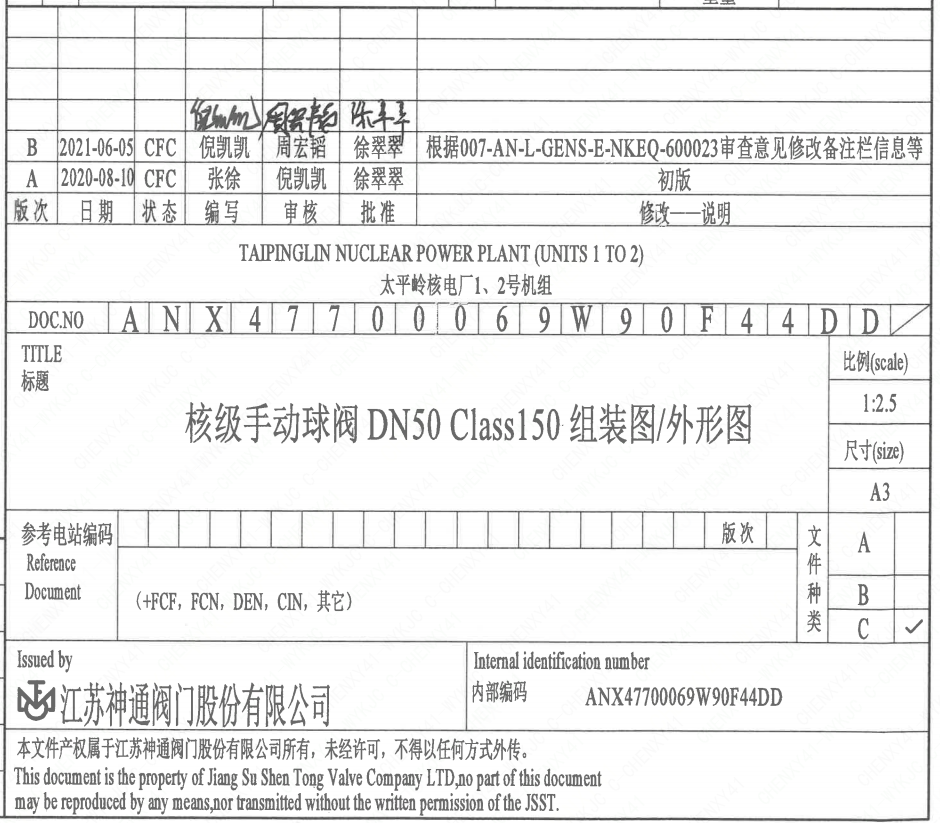 B 2021-06-05 CFC 倪凯凯 周宏韬 徐翠翠 根据007-AN-L-GENS-E-NKEQ-600023审查意见修改备注栏信息等
A 2020-08-10 CFC 张徐 倪凯凯 徐翠翠 初版
版次 日期 状态 编写 审核 批准 修改——说明
TAIPINGLIN NUCLEAR POWER PLANT (UNITS 1 TO 2)
太平岭核电厂1、2号机组
DOC.NO A N X 4 7 7 0 0 0 6 9 W 9 0 F 4 4 D D
TITLE
标题
核级手动球阀 DN50 Class150 组装图/外形图
比例(scale)
1:2.5
尺寸(size)
A3
参考电站编码
Reference
Document
版次
(+FCF, FCN, DEN, CIN, 其它)
文件种类
A
B
C ✓
Issued by
江苏神通阀门股份有限公司
Internal identification number
内部编码 ANX47700069W90F44DD
本文件产权属于江苏神通阀门股份有限公司所有，未经许可，不得以任何方式外传。
This document is the property of Jiang Su Shen Tong Valve Company LTD,no part of this document
may be reproduced by any means,nor transmitted without the written permission of the JSST.